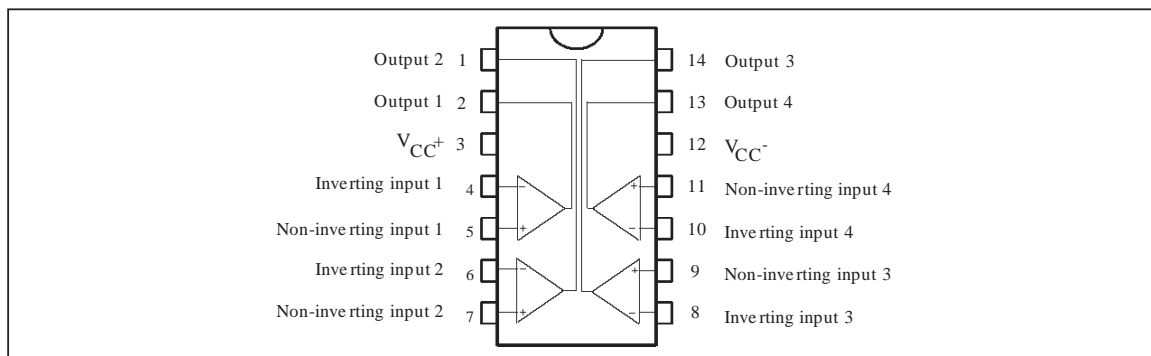 Output 2 1
14 Output 3
Output 1 2
13 Output 4
VCC+ 3
12 VCC-
Inverting input 1 4
- +
11 Non-inverting input 4
Non-inverting input 1 5
+ -
10 Inverting input 4
Inverting input 2 6
- +
9 Non-inverting input 3
Non-inverting input 2 7
+ -
8 Inverting input 3